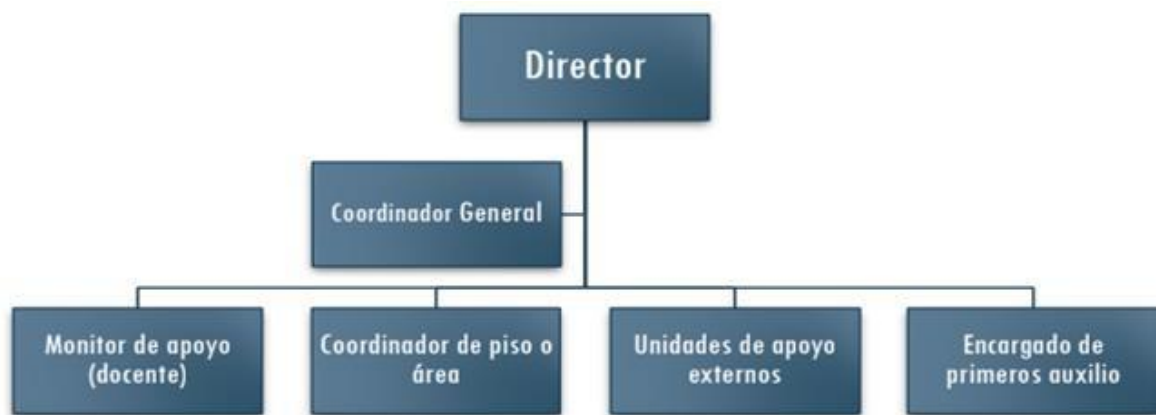 Director
Coordinador General
Monitor de apoyo
(docente)
Coordinador de piso o
área
Unidades de apoyo
externos
Encargado de
primeros auxilio